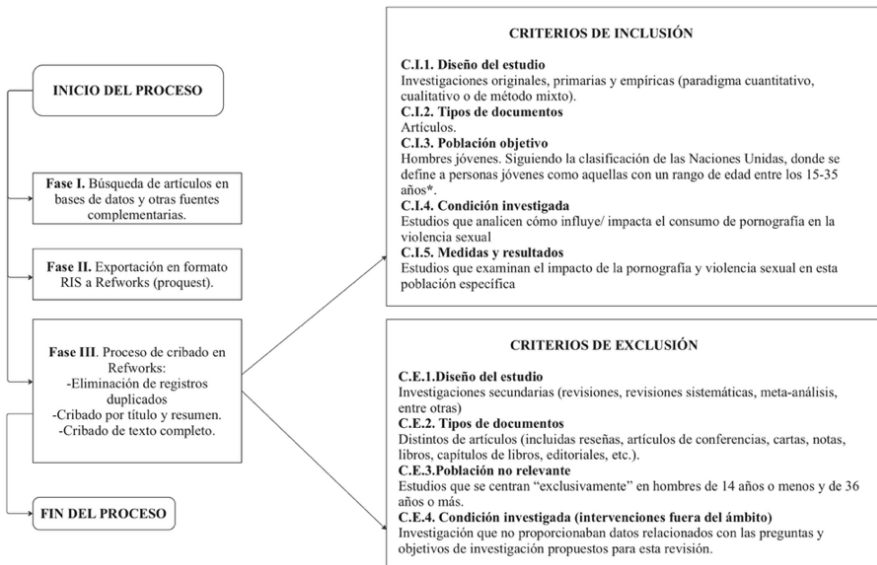 INICIO DEL PROCESO
Fase I. Búsqueda de artículos en
bases de datos y otras fuentes
complementarias.
Fase II. Exportación en formato
RIS a Refworks (proquest).
Fase III. Proceso de cribado en
Refworks:
-Eliminación de registros
duplicados
-Cribado por título y resumen.
-Cribado de texto completo.
FIN DEL PROCESO
CRITERIOS DE INCLUSIÓN
C.I.1. Diseño del estudio
Investigaciones originales, primarias y empíricas (paradigma cuantitativo,
cualitativo o de método mixto).
C.I.2. Tipos de documentos
Artículos.
C.I.3. Población objetivo
Hombres jóvenes. Siguiendo la clasificación de las Naciones Unidas, donde se
define a personas jóvenes como aquellas con un rango de edad entre los 15-35
años*.
C.I.4. Condición investigada
Estudios que analicen cómo influye/ impacta el consumo de pornografía en la
violencia sexual
C.I.5. Medidas y resultados
Estudios que examinan el impacto de la pornografía y violencia sexual en esta
población específica
CRITERIOS DE EXCLUSIÓN
C.E.1.Diseño del estudio
Investigaciones secundarias (revisiones, revisiones sistemáticas, meta-análisis,
entre otras)
C.E.2. Tipos de documentos
Distintos de artículos (incluidas reseñas, artículos de conferencias, cartas, notas,
libros, capítulos de libros, editoriales, etc.).
C.E.3.Población no relevante
Estudios que se centran “exclusivamente” en hombres de 14 años o menos y de 36
años o más.
C.E.4. Condición investigada (intervenciones fuera del ámbito)
Investigación que no proporcionaban datos relacionados con las preguntas y
objetivos de investigación propuestos para esta revisión.